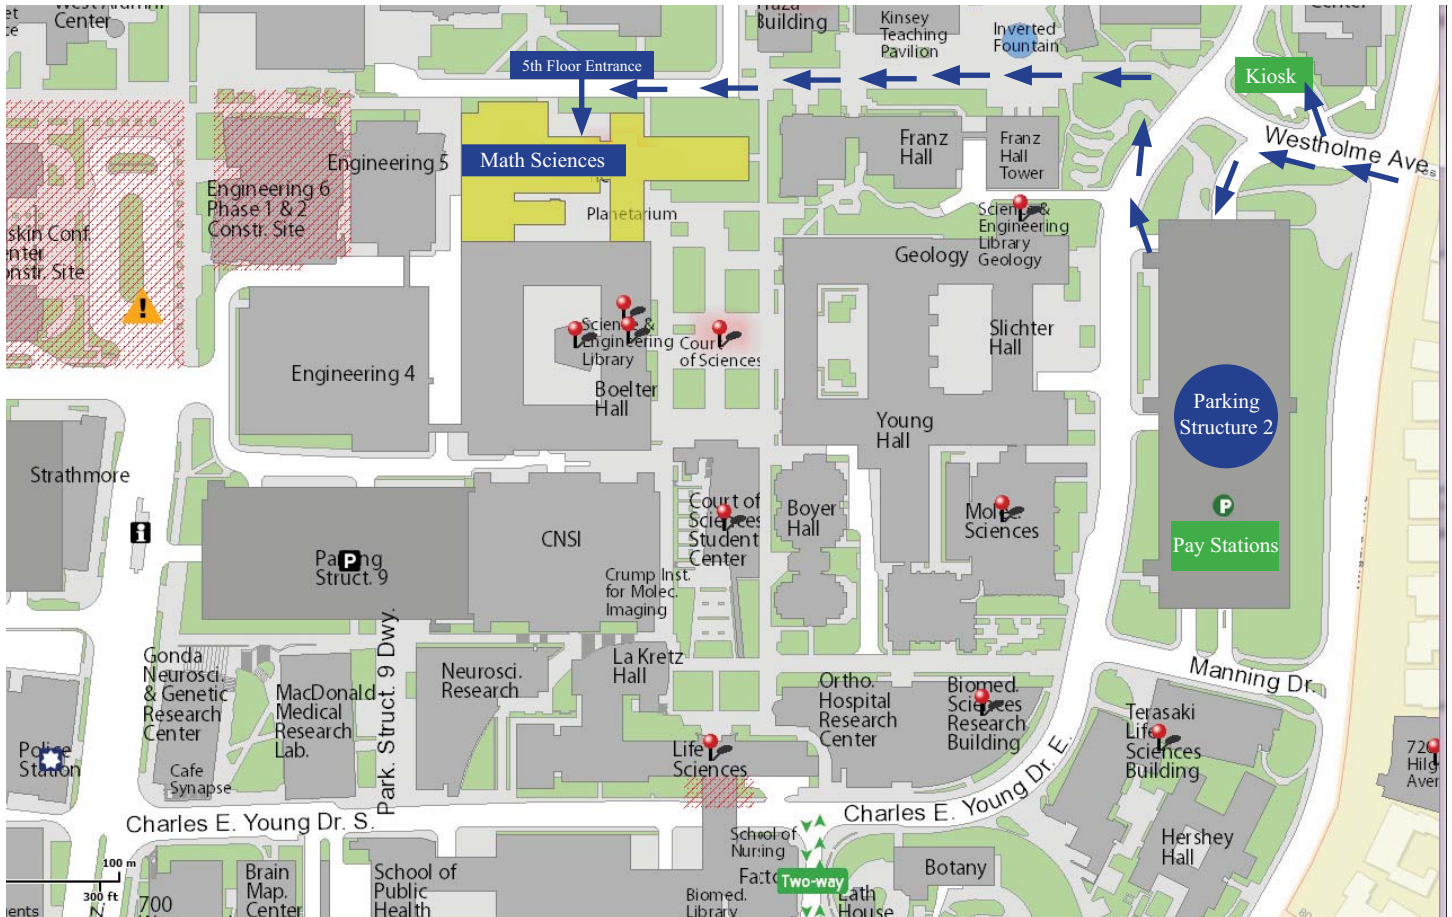 Center
Building
Kinsey
Teaching
Pavilion
Inverted
Fountain
5th Floor Entrance
Kiosk
Westholme Ave.
Engineering 5
Math Sciences
Franz
Hall
Franz
Hall
Tower
Engineering 6
Phase 1 & 2
Constr. Site
Planetarium
Science &
Engineering
Library
Geology
Geology
Slichter
Hall
Science &
Engineering
Library
Court
of Sciences
Engineering 4
Boelter
Hall
Young
Hall
Parking
Structure 2
Strathmore
P
Pay Stations
Court of
Sciences
Student
Center
Boyer
Hall
Molec.
Sciences
CNSI
i
P
Parking
Struct. 9
Crump Inst.
for Molec.
Imaging
Park. Struct. 9 Dwy.
Gonda
Neurosci.
& Genetic
Research
Center
MacDonald
Medical
Research
Lab.
Neurosci.
Research
La Kretz
Hall
Ortho.
Hospital
Research
Center
Biomed.
Sciences
Research
Building
Manning Dr.
Terasaki
Life
Sciences
Building
Police
Station
Cafe
Synapse
Life
Sciences
Charles E. Young Dr. S.
Charles E. Young Dr. E.
School of
Nursing
Hershey
Hall
100 m
300 ft
Brain
Map.
Center
School of
Public
Health
Two-way
Botany
Biomed.
Library
House
700